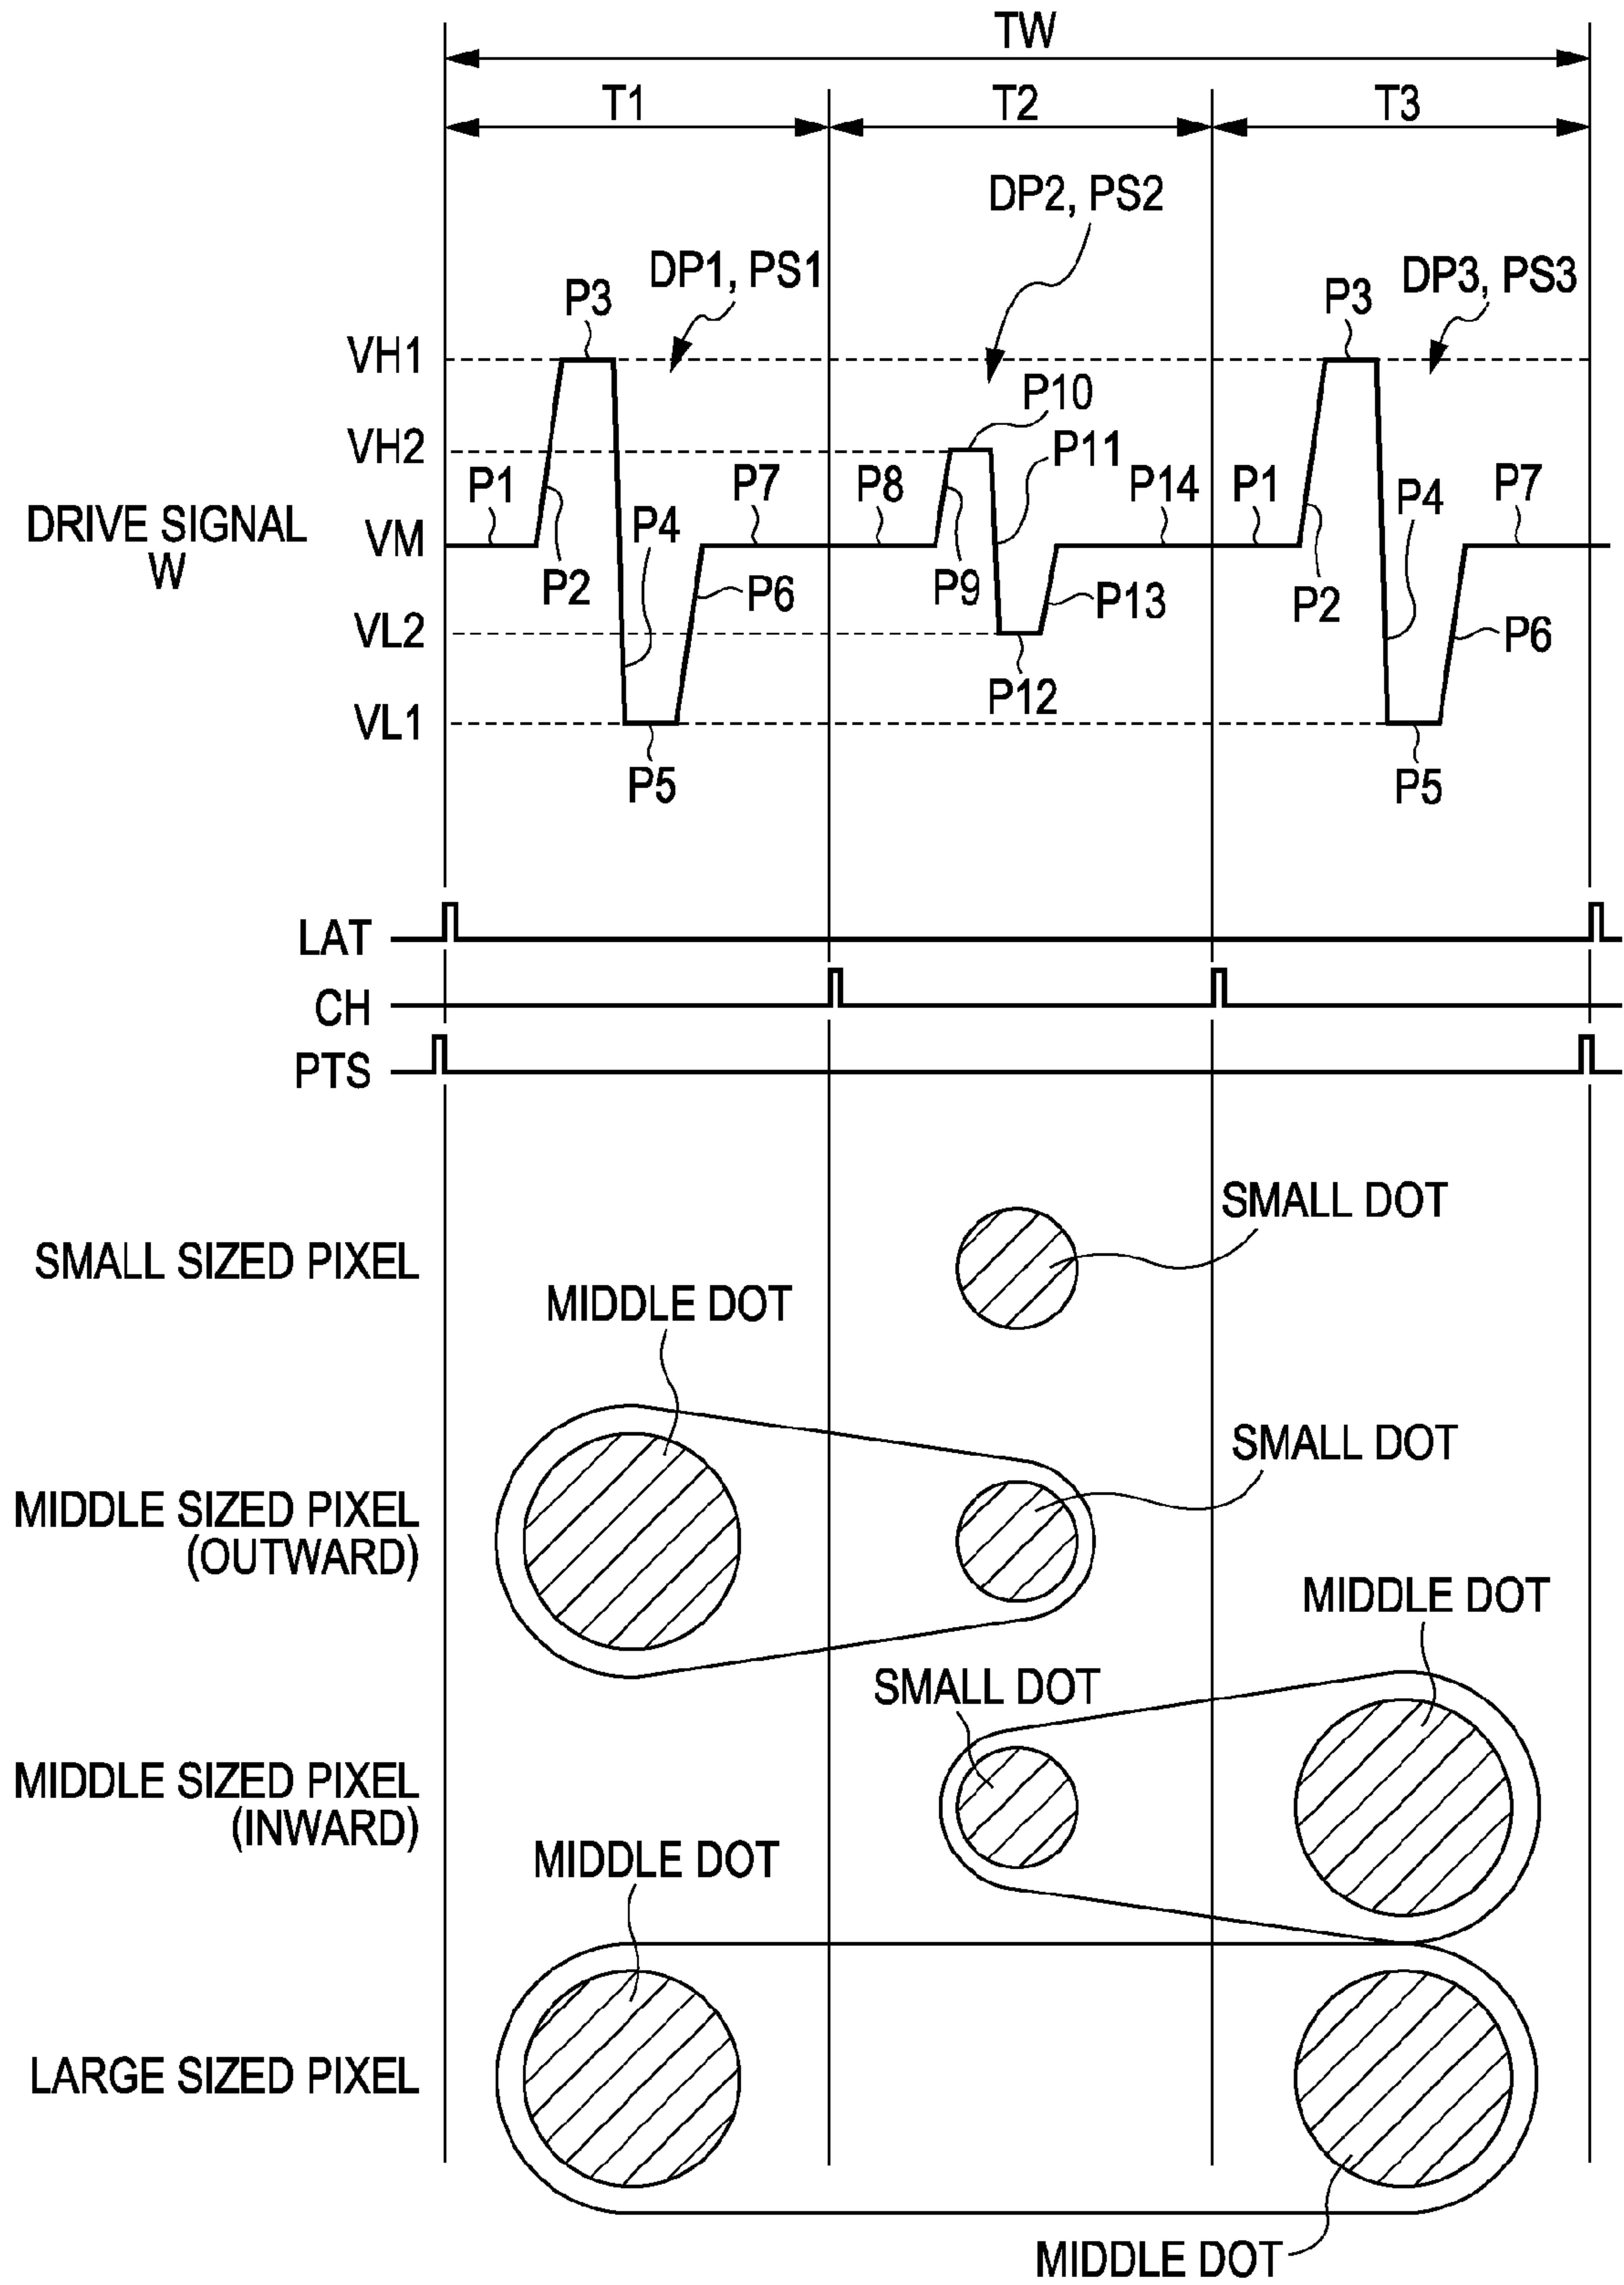 TW
T1 T2 T3
DP2, PS2
DP1, PS1
DP3, PS3
P3
P3
VH1
P10
VH2
P11
P1
P7
P8
P14
P1
P4
P7
DRIVE SIGNAL
W
VM
P4
P2
P6
P9
P13
P2
P6
VL2
P12
VL1
P5
P5
LAT
CH
PTS
SMALL DOT
SMALL SIZED PIXEL
MIDDLE DOT
SMALL DOT
MIDDLE SIZED PIXEL
(OUTWARD)
MIDDLE DOT
SMALL DOT
MIDDLE SIZED PIXEL
(INWARD)
MIDDLE DOT
LARGE SIZED PIXEL
MIDDLE DOT